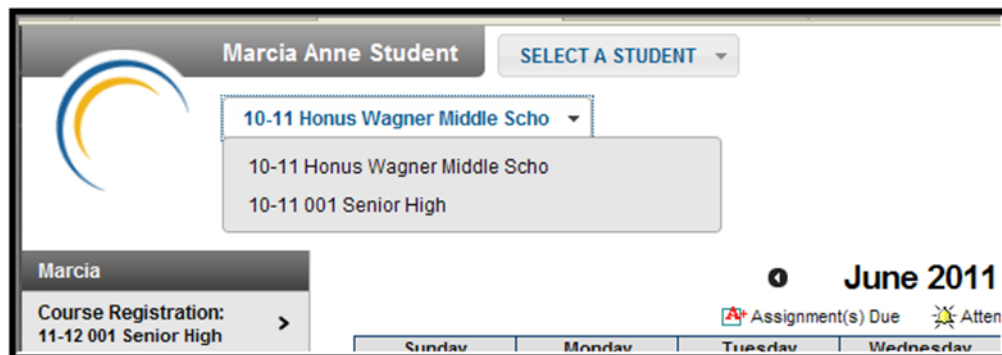 Marcia Anne Student SELECT A STUDENT
10-11 Honus Wagner Middle Scho
10-11 Honus Wagner Middle Scho
10-11 001 Senior High
Marcia
June 2011
Course Registration:
11-12 001 Senior High
A+ Assignment(s) Due Atten
Sunday Monday Tuesday Wednesday